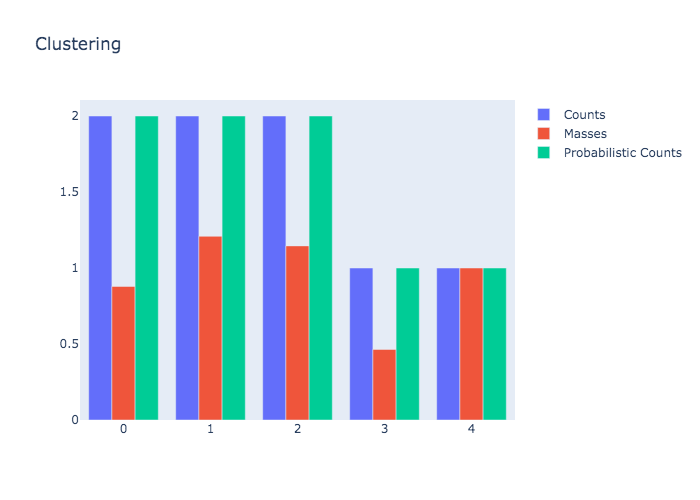 Clustering
Counts
Masses
Probabilistic Counts
2
1.5
1
0.5
0
0 1 2 3 4